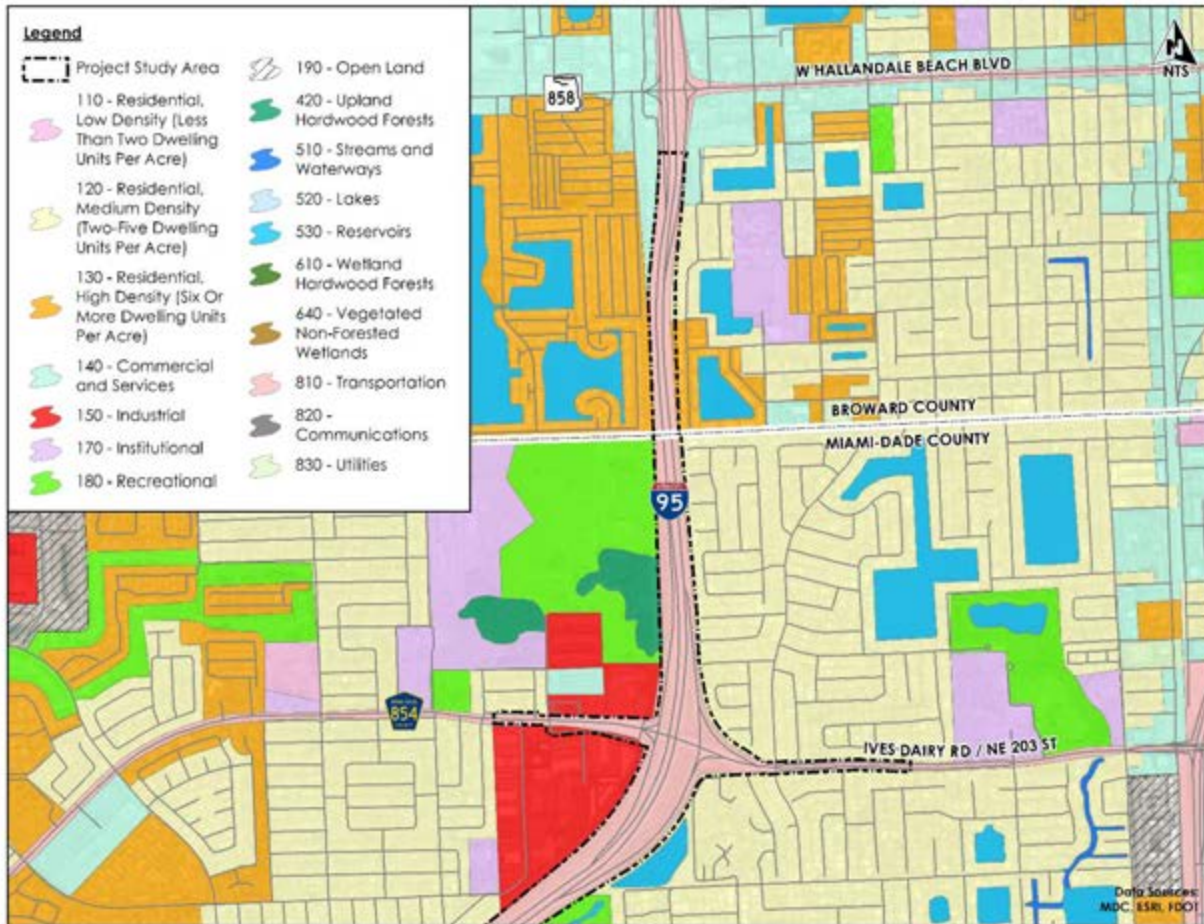 Legend
Project Study Area
110 - Residential,
Low Density (Less
Than Two Dwelling
Units Per Acre)
120 - Residential,
Medium Density
(Two-Five Dwelling
Units Per Acre)
130 - Residential,
High Density (Six Or
More Dwelling Units
Per Acre)
140 - Commercial
and Services
150 - Industrial
170 - Institutional
180 - Recreational
190 - Open Land
420 - Upland
Hardwood Forests
510 - Streams and
Waterways
520 - Lakes
530 - Reservoirs
610 - Wetland
Hardwood Forests
640 - Vegetated
Non-Forested
Wetlands
810 - Transportation
820 -
Communications
830 - Utilities
W HALLANDALE BEACH BLVD
N
NTS
858
BROWARD COUNTY
MIAMI-DADE COUNTY
95
854
IVES DAIRY RD / NE 203 ST
Data Sources:
MDC, ESRI, FDOT